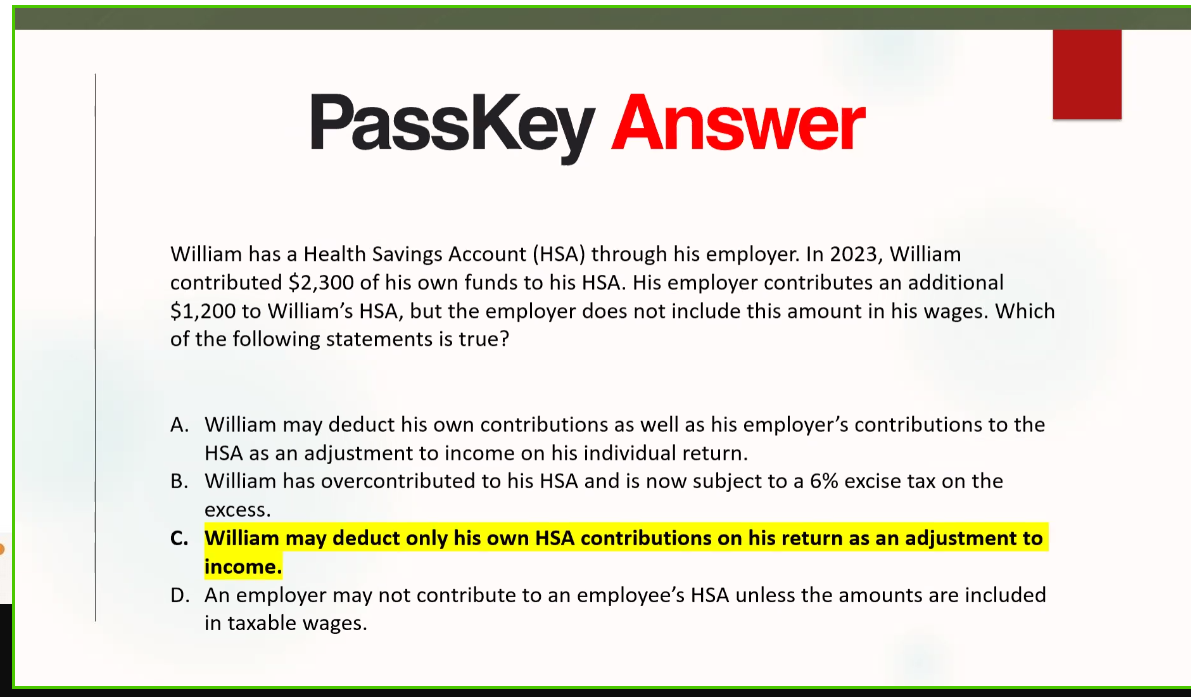 PassKey Answer
William has a Health Savings Account (HSA) through his employer. In 2023, William
contributed $2,300 of his own funds to his HSA. His employer contributes an additional
$1,200 to William’s HSA, but the employer does not include this amount in his wages. Which
of the following statements is true?
A. William may deduct his own contributions as well as his employer’s contributions to the
HSA as an adjustment to income on his individual return.
B. William has overcontributed to his HSA and is now subject to a 6% excise tax on the
excess.
C. William may deduct only his own HSA contributions on his return as an adjustment to
income.
D. An employer may not contribute to an employee’s HSA unless the amounts are included
in taxable wages.